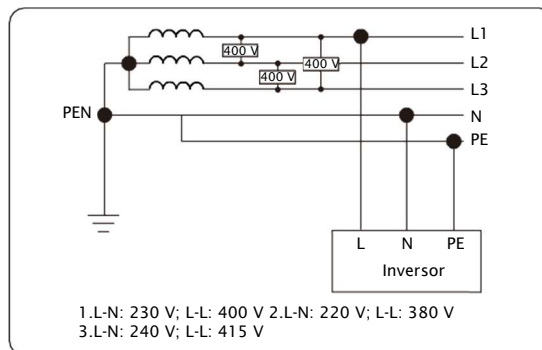 L1
400 V
L2
400 V
400 V
L3
PEN
N
PE
L N PE
Inversor
1.L-N: 230 V; L-L: 400 V 2.L-N: 220 V; L-L: 380 V
3.L-N: 240 V; L-L: 415 V